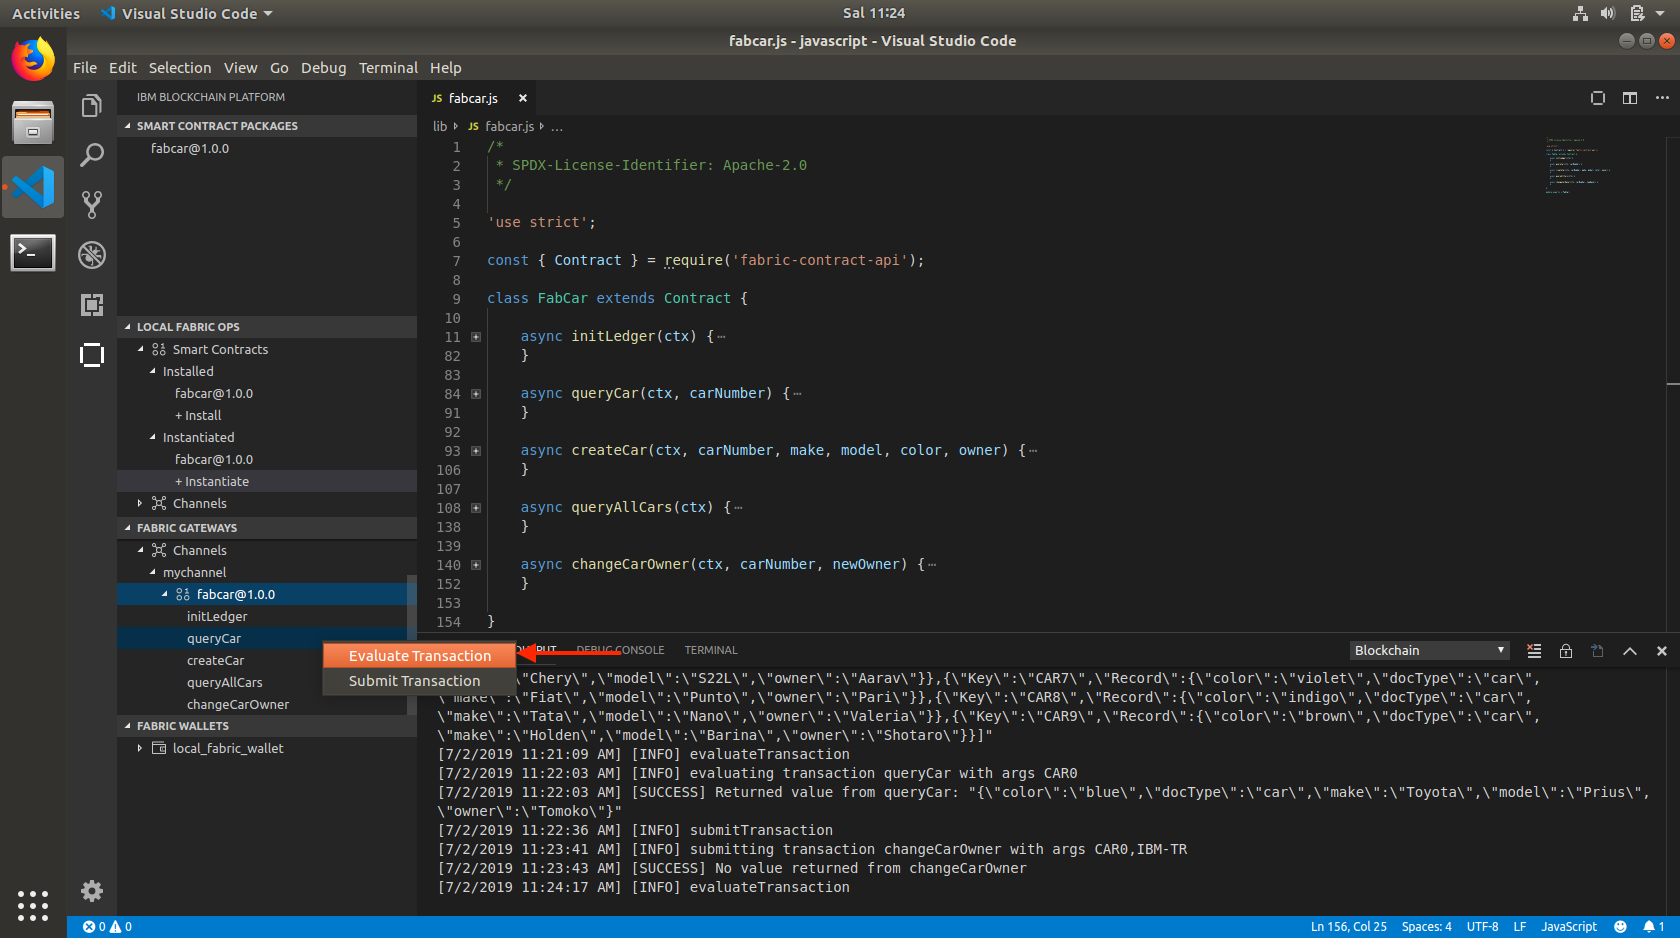 Activities
Visual Studio Code
Sal 11:24
fabcar.js - javascript - Visual Studio Code
File Edit Selection View Go Debug Terminal Help
IBM BLOCKCHAIN PLATFORM
SMART CONTRACT PACKAGES
fabcar@1.0.0
LOCAL FABRIC OPS
Smart Contracts
Installed
fabcar@1.0.0
+ Install
Instantiated
fabcar@1.0.0
+ Instantiate
Channels
FABRIC GATEWAYS
Channels
mychannel
fabcar@1.0.0
initLedger
queryCar
createCar
queryAllCars
changeCarOwner
FABRIC WALLETS
local_fabric_wallet
Evaluate Transaction
Submit Transaction
JS fabcar.js
lib JS fabcar.js ...
1 /*
2 * SPDX-License-Identifier: Apache-2.0
3 */
4
5 'use strict';
6
7 const { Contract } = require('fabric-contract-api');
8
9 class FabCar extends Contract {
10
11 async initLedger(ctx) {⋯
82 }
83
84 async queryCar(ctx, carNumber) {⋯
91 }
92
93 async createCar(ctx, carNumber, make, model, color, owner) {⋯
106 }
107
108 async queryAllCars(ctx) {⋯
138 }
139
140 async changeCarOwner(ctx, carNumber, newOwner) {⋯
152 }
153
154 }
DEBUG CONSOLE TERMINAL
Blockchain
\"Chery\",\"model\":\"S22L\",\"owner\":\"Aarav\"}},{\"Key\":\"CAR7\",\"Record\":{\"color\":\"violet\",\"docType\":\"car\",
\"make\":\"Fiat\",\"model\":\"Punto\",\"owner\":\"Pari\"}},{\"Key\":\"CAR8\",\"Record\":{\"color\":\"indigo\",\"docType\":\"car\",
\"make\":\"Tata\",\"model\":\"Nano\",\"owner\":\"Valeria\"}},{\"Key\":\"CAR9\",\"Record\":{\"color\":\"brown\",\"docType\":\"car\",
\"make\":\"Holden\",\"model\":\"Barina\",\"owner\":\"Shotaro\"}}]"
[7/2/2019 11:21:09 AM] [INFO] evaluateTransaction
[7/2/2019 11:22:03 AM] [INFO] evaluating transaction queryCar with args CAR0
[7/2/2019 11:22:03 AM] [SUCCESS] Returned value from queryCar: "{\"color\":\"blue\",\"docType\":\"car\",\"make\":\"Toyota\",\"model\":\"Prius\",
\"owner\":\"Tomoko\"}"
[7/2/2019 11:22:36 AM] [INFO] submitTransaction
[7/2/2019 11:23:41 AM] [INFO] submitting transaction changeCarOwner with args CAR0,IBM-TR
[7/2/2019 11:23:43 AM] [SUCCESS] No value returned from changeCarOwner
[7/2/2019 11:24:17 AM] [INFO] evaluateTransaction
0 0
Ln 156, Col 25 Spaces: 4 UTF-8 LF JavaScript 1